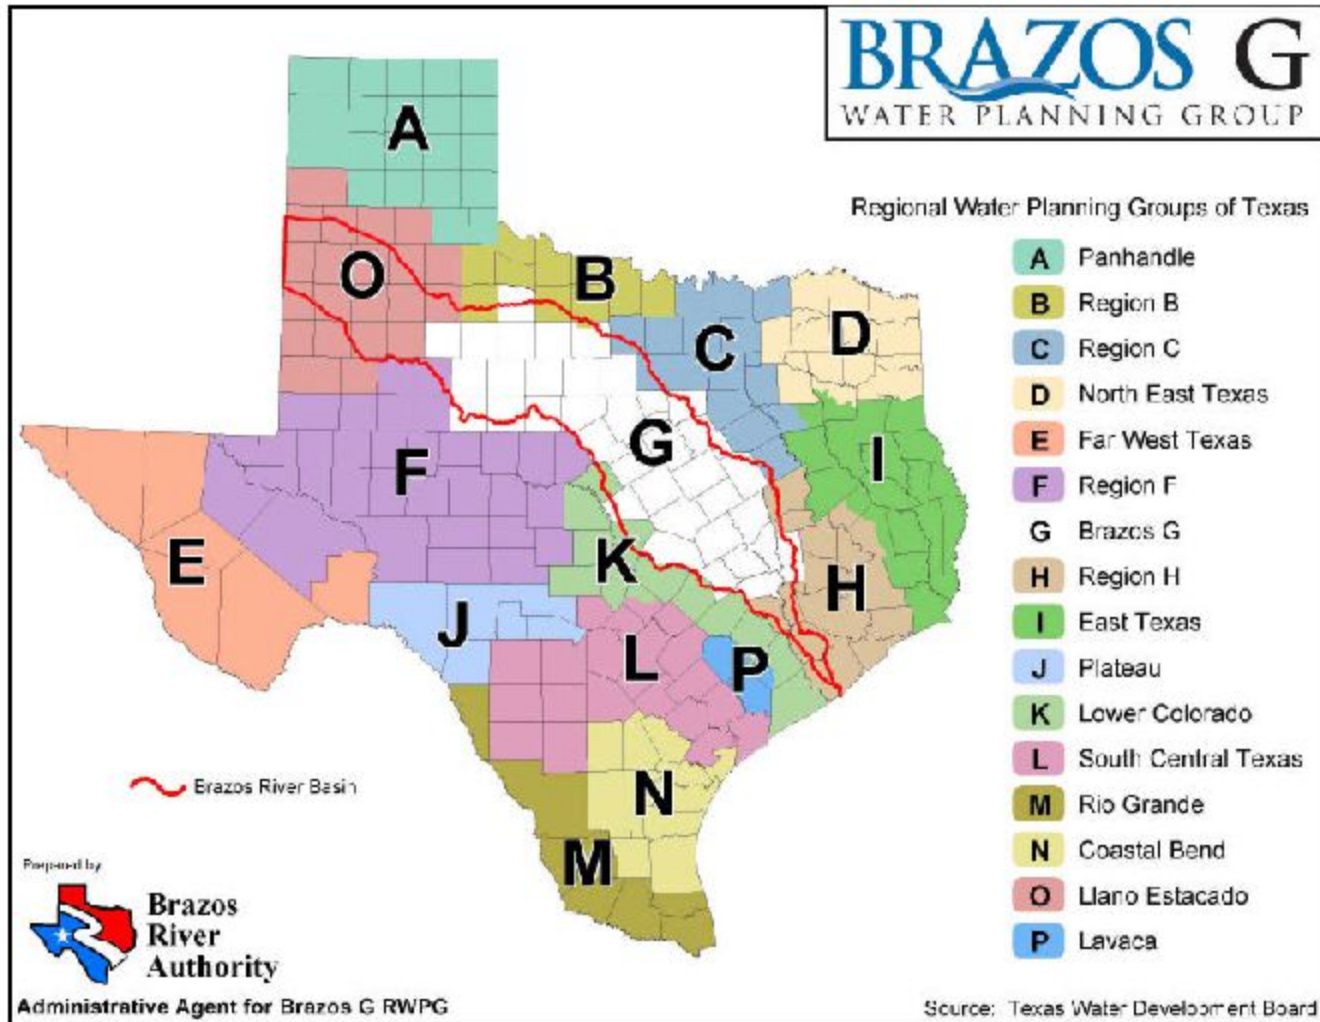 BRAZOS G
WATER PLANNING GROUP
Regional Water Planning Groups of Texas
A Panhandle
B Region B
C Region C
D North East Texas
E Far West Texas
F Region F
G Brazos G
H Region H
I East Texas
J Plateau
K Lower Colorado
L South Central Texas
M Rio Grande
N Coastal Bend
O Llano Estacado
P Lavaca
A
O
B
C
D
G
I
F
E
K
H
J
L
P
N
M
Brazos River Basin
Prepared by
Brazos
River
Authority
Administrative Agent for Brazos G RWPG
Source: Texas Water Development Board